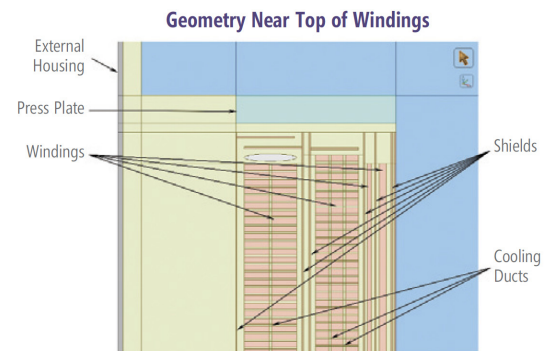 Geometry Near Top of Windings
External
Housing
Press Plate
Windings
Shields
Cooling
Ducts